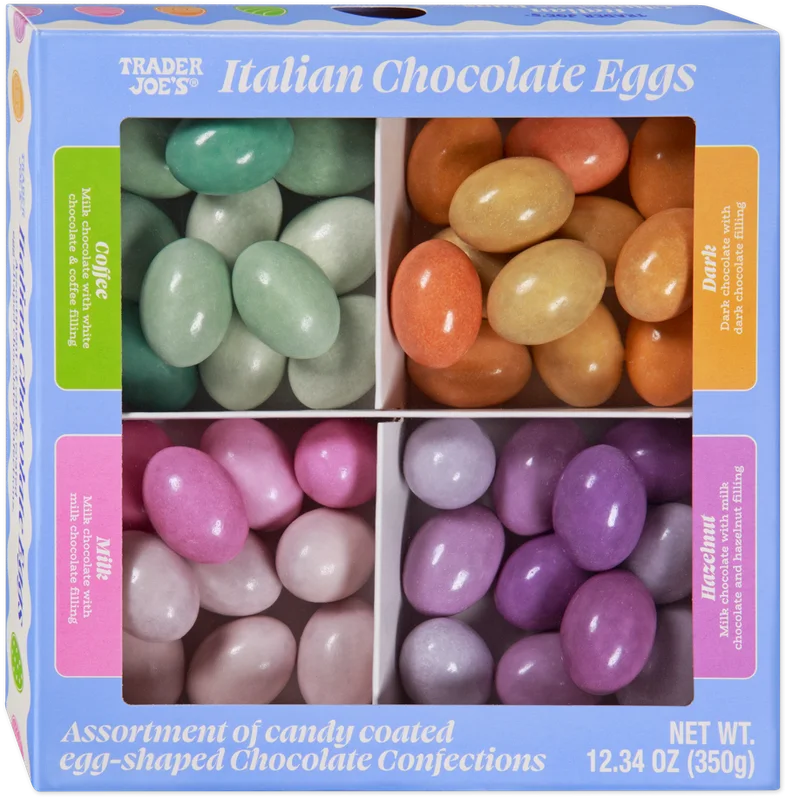 TRADER
JOE'S®
Italian Chocolate Eggs
Coffee
Milk chocolate with white
chocolate & coffee filling
Dark
Dark chocolate with
dark chocolate filling
Milk
Milk chocolate with
milk chocolate filling
Hazelnut
Milk chocolate with milk
chocolate and hazelnut filling
Assortment of candy coated
egg-shaped Chocolate Confections
NET WT.
12.34 OZ (350g)